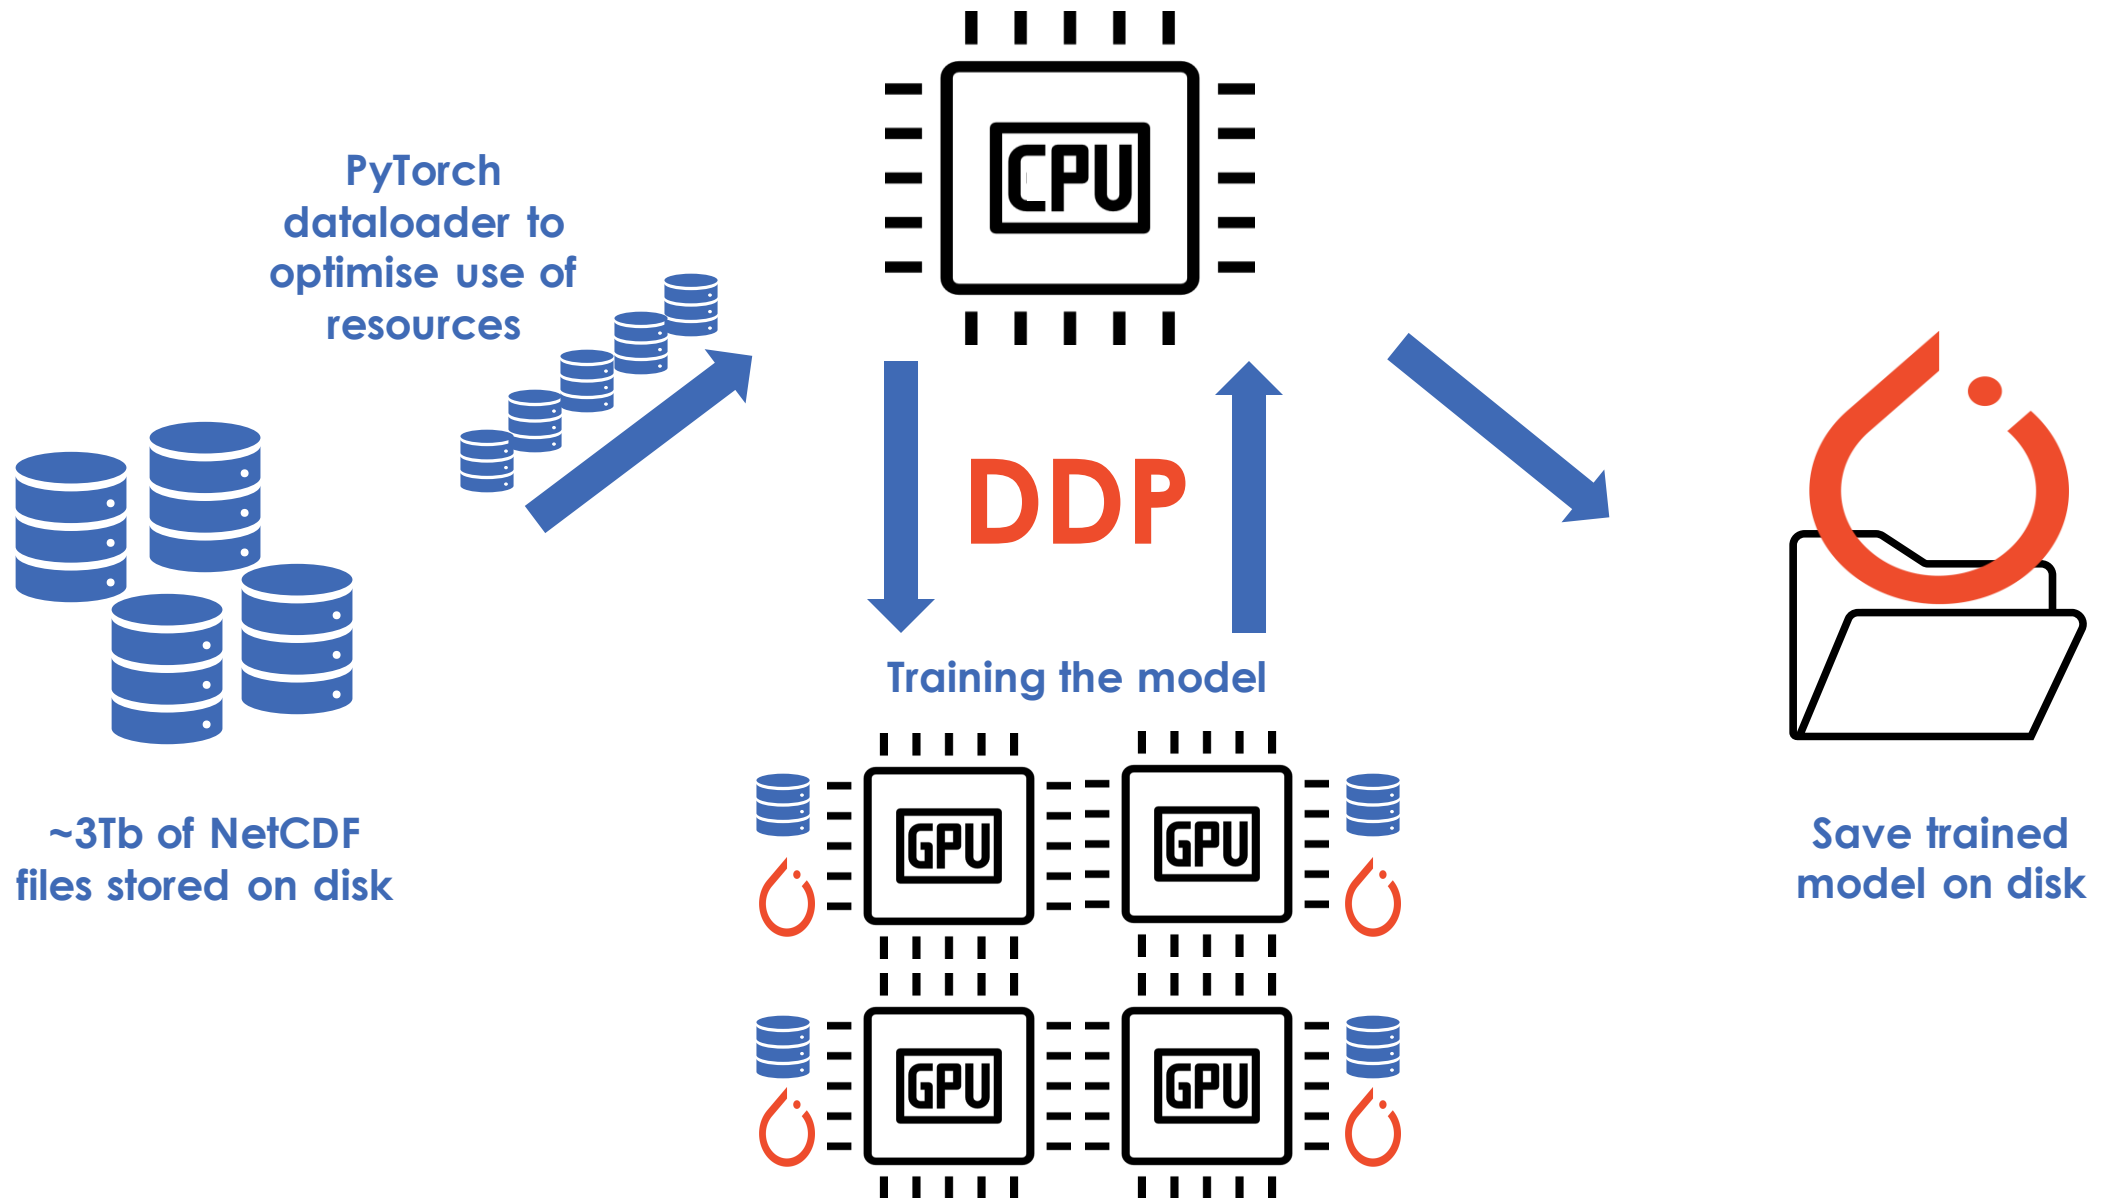 CPU
PyTorch
dataloader to
optimise use of
resources
DDP
Training the model
GPU
GPU
GPU
GPU
~3Tb of NetCDF
files stored on disk
Save trained
model on disk